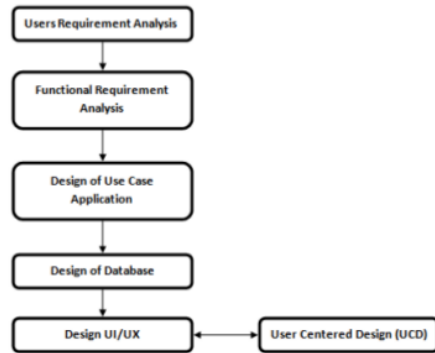 Users Requirement Analysis
Functional Requirement
Analysis
Design of Use Case
Application
Design of Database
Design UI/UX
User Centered Design (UCD)